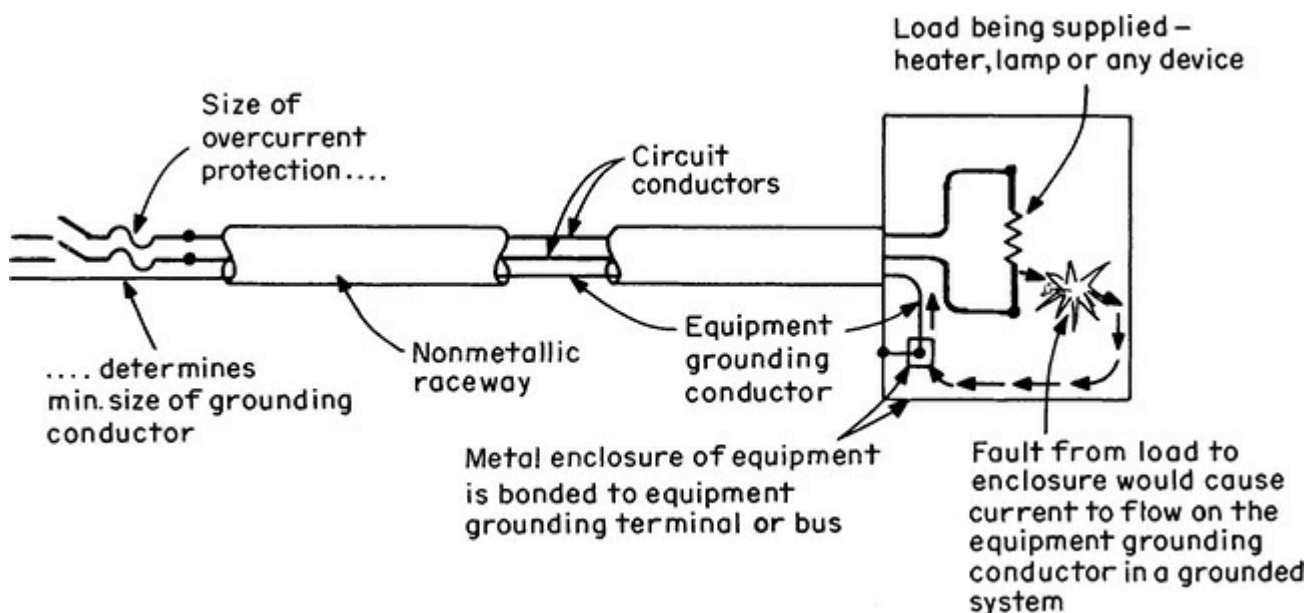 Load being supplied –
heater, lamp or any device
Size of
overcurrent
protection....
Circuit
conductors
.... determines
min. size of grounding
conductor
Nonmetallic
raceway
Equipment
grounding
conductor
Metal enclosure of equipment
is bonded to equipment
grounding terminal or bus
Fault from load to
enclosure would cause
current to flow on the
equipment grounding
conductor in a grounded
system